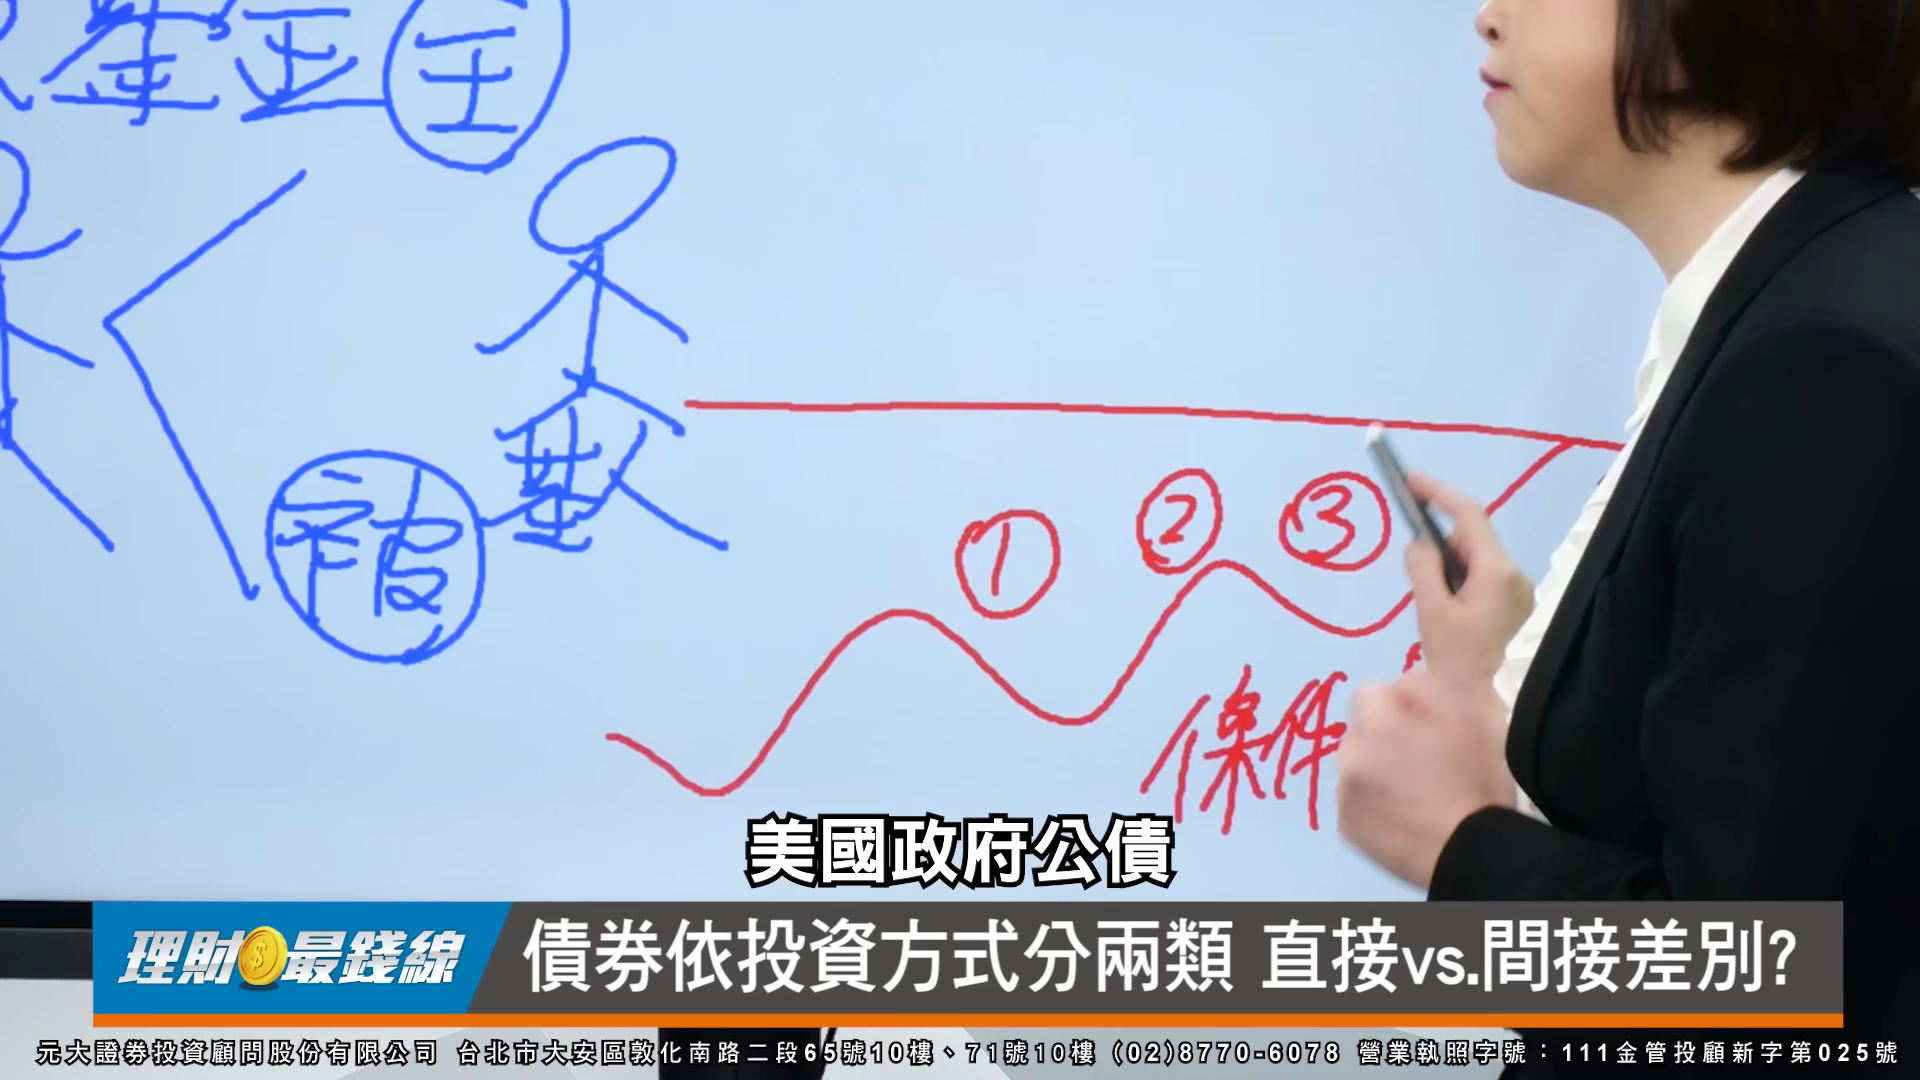 基金主
被
數
① ② ③
條件
美國政府公債
理財最錢線
債券依投資方式分兩類 直接vs.間接差別?
元大證券投資顧問股份有限公司 台北市大安區敦化南路二段65號10樓、71號10樓 (02)8770-6078 營業執照字號：111金管投顧新字第025號